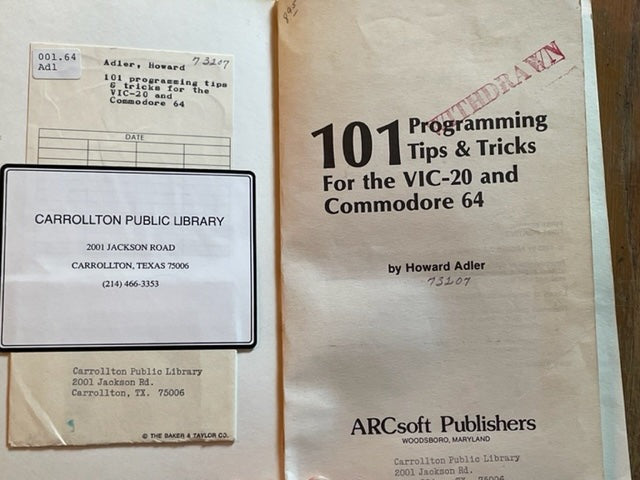 001.64
Adl
Adler, Howard 73207
101 programming tips
& tricks for the
VIC-20 and
Commodore 64
DATE
CARROLLTON PUBLIC LIBRARY
2001 JACKSON ROAD
CARROLLTON, TEXAS 75006
(214) 466-3353
Carrollton Public Library
2001 Jackson Rd.
Carrollton, TX. 75006
© THE BAKER & TAYLOR CO.
895
WITHDRAWN
101 Programming
Tips & Tricks
For the VIC-20 and
Commodore 64
by Howard Adler
73207
ARCsoft Publishers
WOODSBORO, MARYLAND
Carrollton Public Library
2001 Jackson Rd.